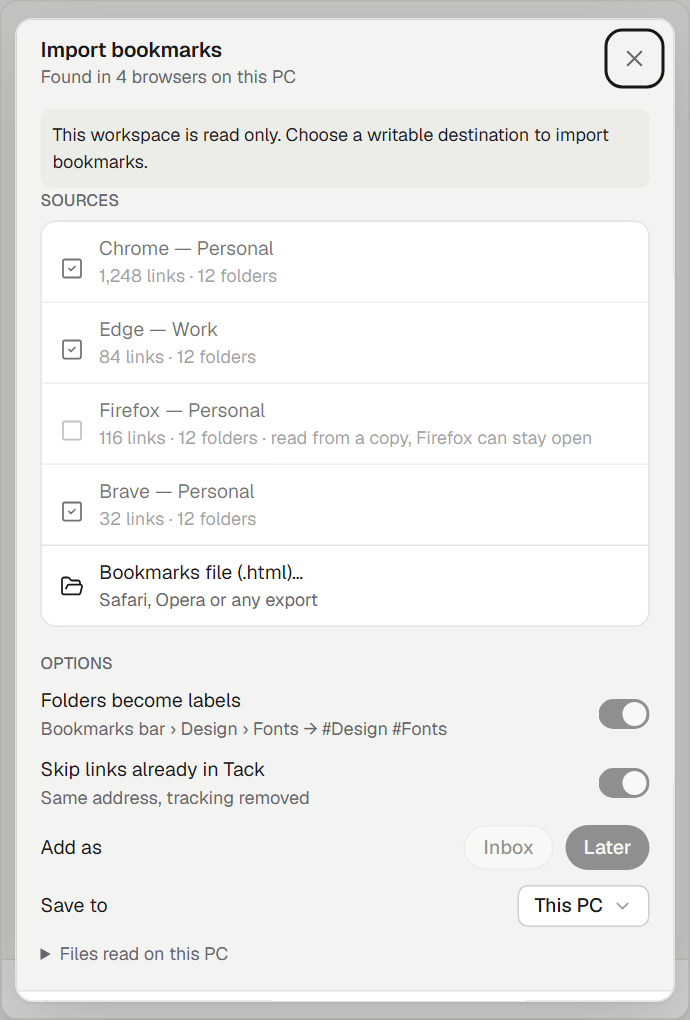 Import bookmarks
Found in 4 browsers on this PC
This workspace is read only. Choose a writable destination to import
bookmarks.
SOURCES
Chrome — Personal
1,248 links · 12 folders
Edge — Work
84 links · 12 folders
Firefox — Personal
116 links · 12 folders · read from a copy, Firefox can stay open
Brave — Personal
32 links · 12 folders
Bookmarks file (.html)...
Safari, Opera or any export
OPTIONS
Folders become labels
Bookmarks bar › Design › Fonts → #Design #Fonts
Skip links already in Tack
Same address, tracking removed
Add as
Inbox
Later
Save to
This PC
Files read on this PC